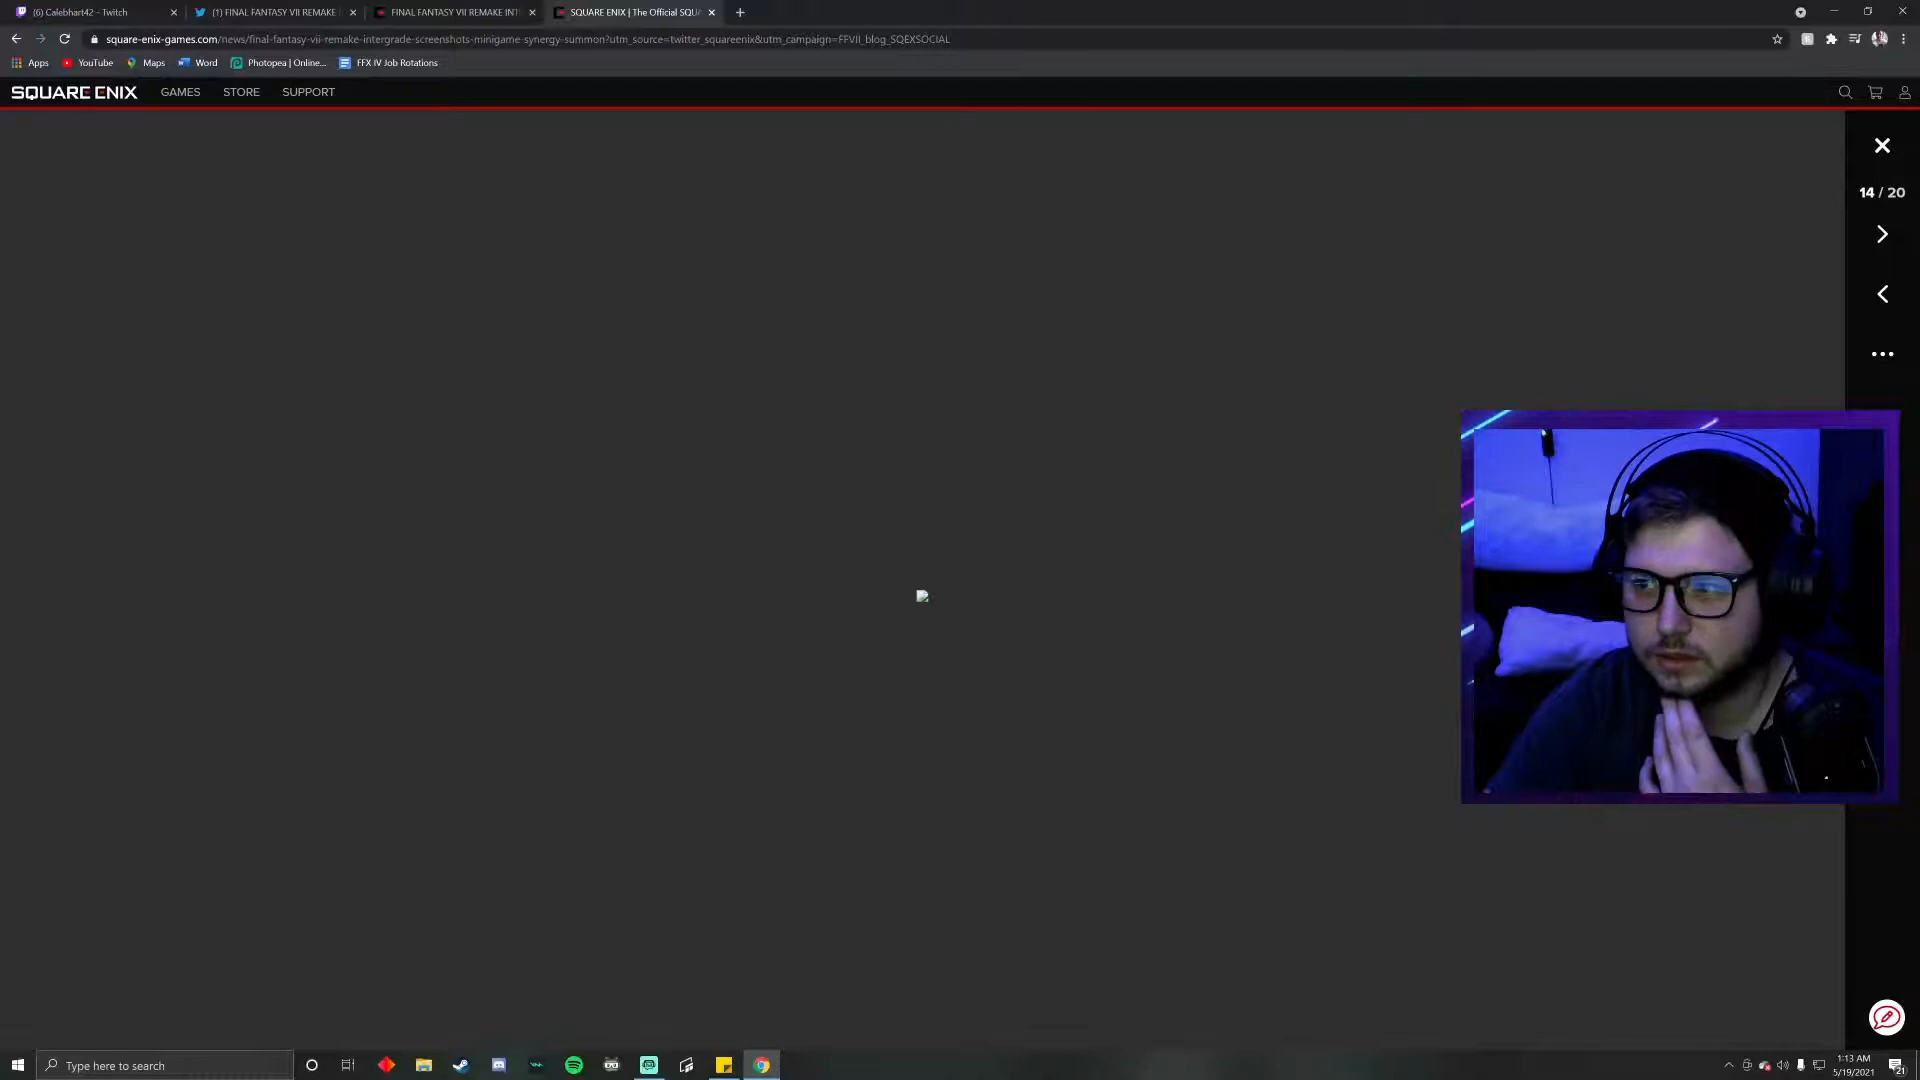 (6) Calebhart42 - Twitch
(1) FINAL FANTASY VII REMAKE
FINAL FANTASY VII REMAKE INT
SQUARE ENIX | The Official SQU
square-enix-games.com/news/final-fantasy-vii-remake-intergrade-screenshots-minigame-synergy-summon?utm_source=twitter_squareenix&utm_campaign=FFVII_blog_SQEXSOCIAL
Apps YouTube Maps Word Photopea | Online... FFX IV Job Rotations
SQUARE ENIX GAMES STORE SUPPORT
14 / 20
Type here to search
1:13 AM
5/19/2021
21